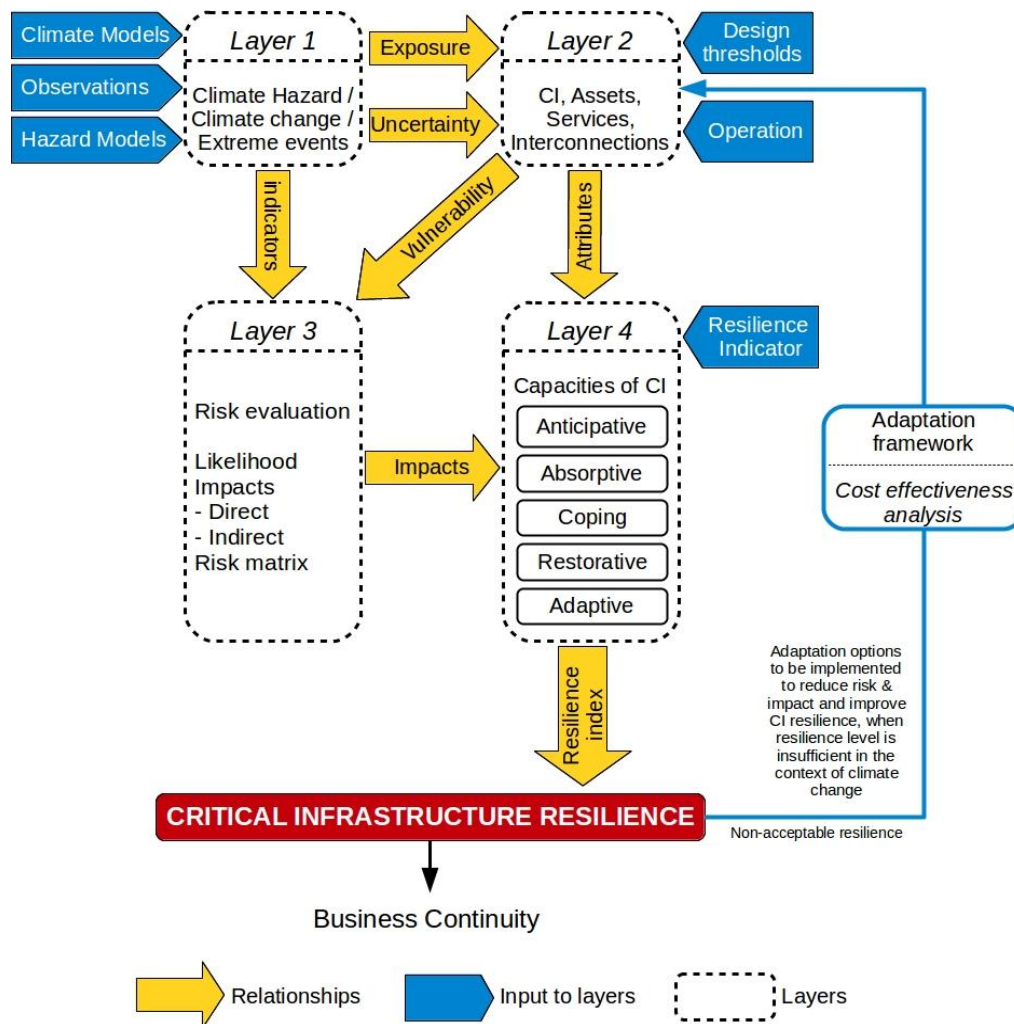 Climate Models
Observations
Hazard Models
Layer 1
Climate Hazard /
Climate change /
Extreme events
Exposure
Uncertainty
Layer 2
CI, Assets,
Services,
Interconnections
Design
thresholds
Operation
indicators
Vulnerability
Attributes
Layer 3
Risk evaluation
Likelihood
Impacts
- Direct
- Indirect
Risk matrix
Impacts
Layer 4
Capacities of CI
Anticipative
Absorptive
Coping
Restorative
Adaptive
Resilience
Indicator
Adaptation
framework
Cost effectiveness
analysis
Adaptation options
to be implemented
to reduce risk &
impact and improve
CI resilience, when
resilience level is
insufficient in the
context of climate
change
Resilience
index
CRITICAL INFRASTRUCTURE RESILIENCE
Non-acceptable resilience
Business Continuity
Relationships
Input to layers
Layers